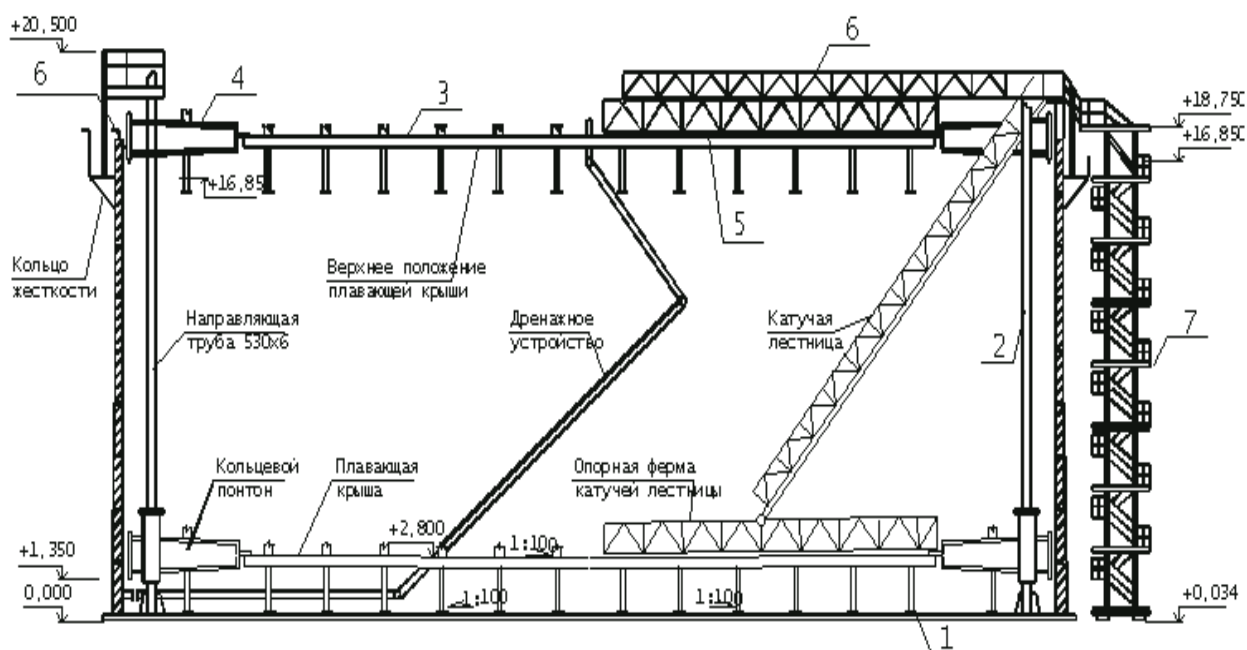 +20,500
6
6
4
3
+18,750
+16,850
+16,85
5
Кольцо
жесткости
Верхнее положение
плавающей крыши
Направляющая
труба 530х6
Дренажное
устройство
Катучая
лестница
2
7
Кольцевой
понтон
Плавающая
крыша
Опорная ферма
катучей лестницы
+2,800
1:100
+1,350
0,000
1:100
1:100
+0,034
1